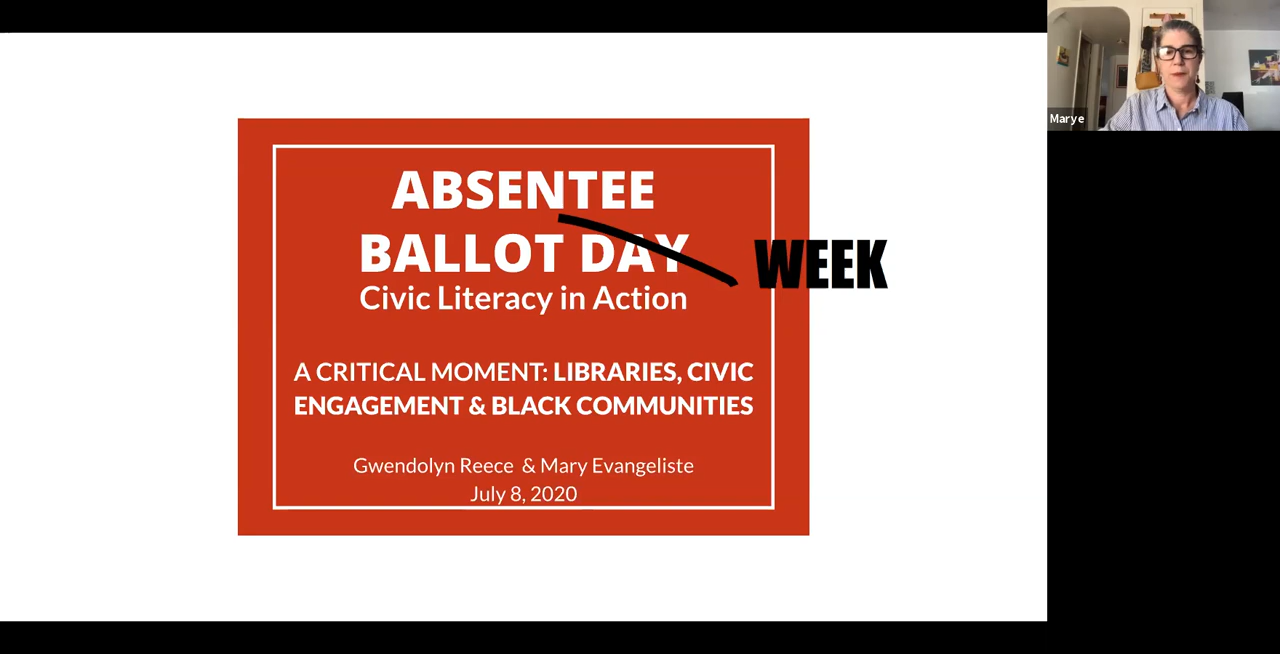 ABSENTEE
BALLOT DAY
WEEK
Civic Literacy in Action
A CRITICAL MOMENT: LIBRARIES, CIVIC
ENGAGEMENT & BLACK COMMUNITIES
Gwendolyn Reece & Mary Evangeliste
July 8, 2020
Marye